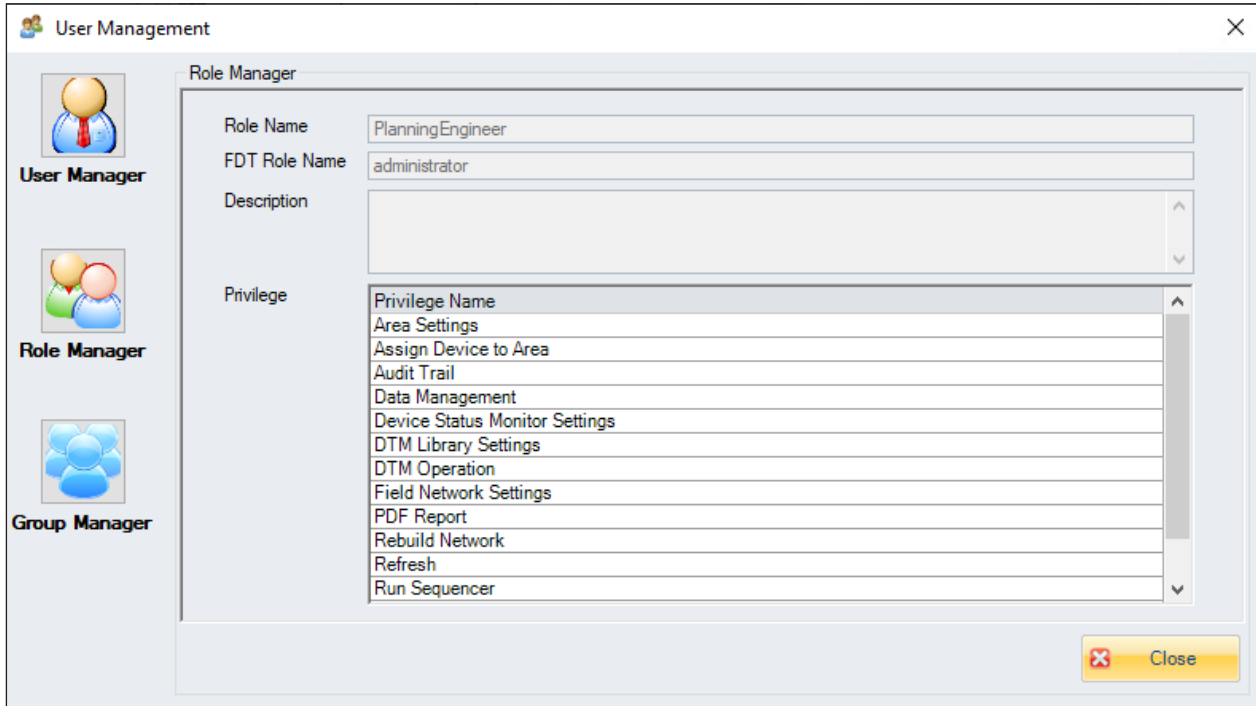 User Management
User Manager
Role Manager
Group Manager
Role Manager
Role Name
PlanningEngineer
FDT Role Name
administrator
Description
Privilege
Privilege Name
Area Settings
Assign Device to Area
Audit Trail
Data Management
Device Status Monitor Settings
DTM Library Settings
DTM Operation
Field Network Settings
PDF Report
Rebuild Network
Refresh
Run Sequencer
Close